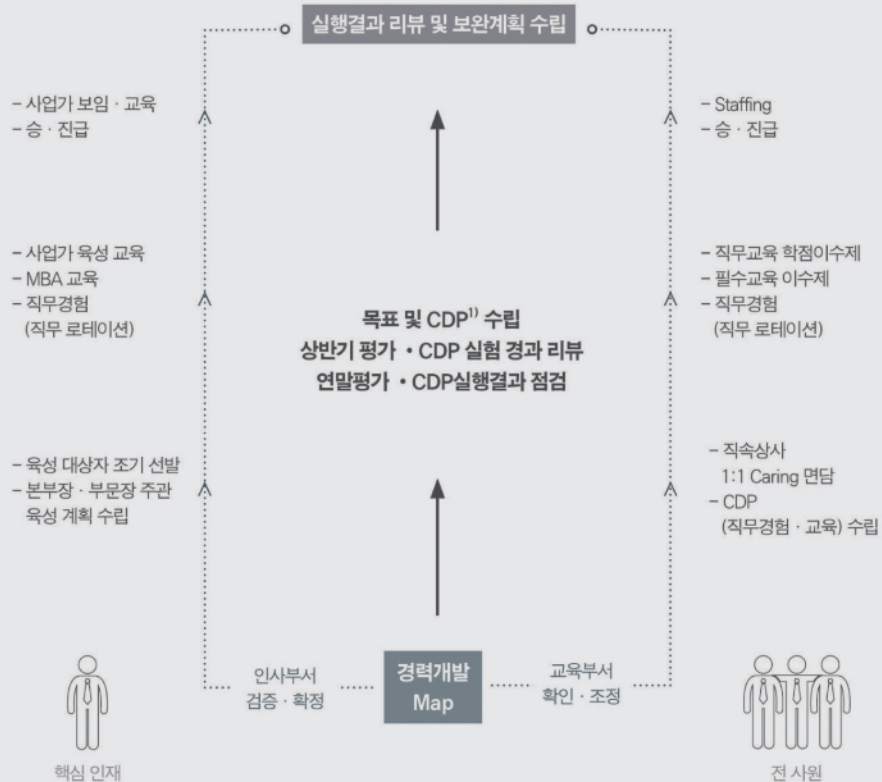 실행결과 리뷰 및 보완계획 수립
- 사업가 보임 · 교육
- 승 · 진급
- Staffing
- 승 · 진급
- 사업가 육성 교육
- MBA 교육
- 직무경험
(직무 로테이션)
- 직무교육 학점이수제
- 필수교육 이수제
- 직무경험
(직무 로테이션)
목표 및 CDP1) 수립
상반기 평가 • CDP 실험 경과 리뷰
연말평가 • CDP실행결과 점검
- 육성 대상자 조기 선발
- 본부장 · 부문장 주관
육성 계획 수립
- 직속상사
1:1 Caring 면담
- CDP
(직무경험 · 교육) 수립
인사부서
검증 · 확정
경력개발
Map
교육부서
확인 · 조정
핵심 인재
전 사원